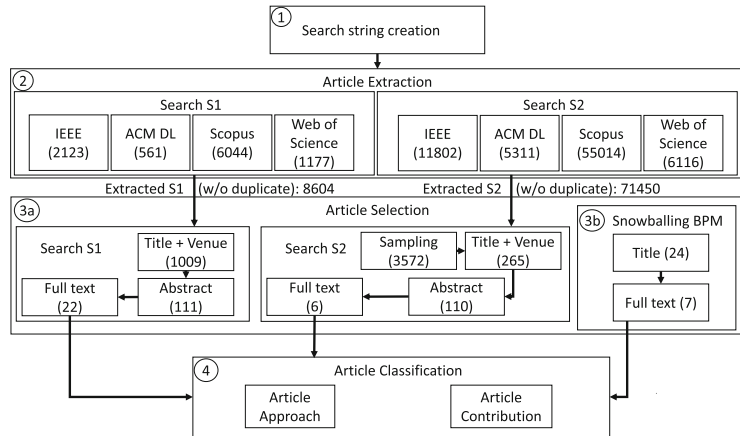 1
Search string creation
2
Article Extraction
Search S1
IEEE
(2123)
ACM DL
(561)
Scopus
(6044)
Web of
Science
(1177)
Search S2
IEEE
(11802)
ACM DL
(5311)
Scopus
(55014)
Web of
Science
(6116)
Extracted S1 (w/o duplicate): 8604
Extracted S2 (w/o duplicate): 71450
3a
Article Selection
Search S1
Title + Venue
(1009)
Full text
(22)
Abstract
(111)
Search S2
Sampling
(3572)
Title + Venue
(265)
Full text
(6)
Abstract
(110)
3b
Snowballing BPM
Title (24)
Full text (7)
4
Article Classification
Article
Approach
Article
Contribution